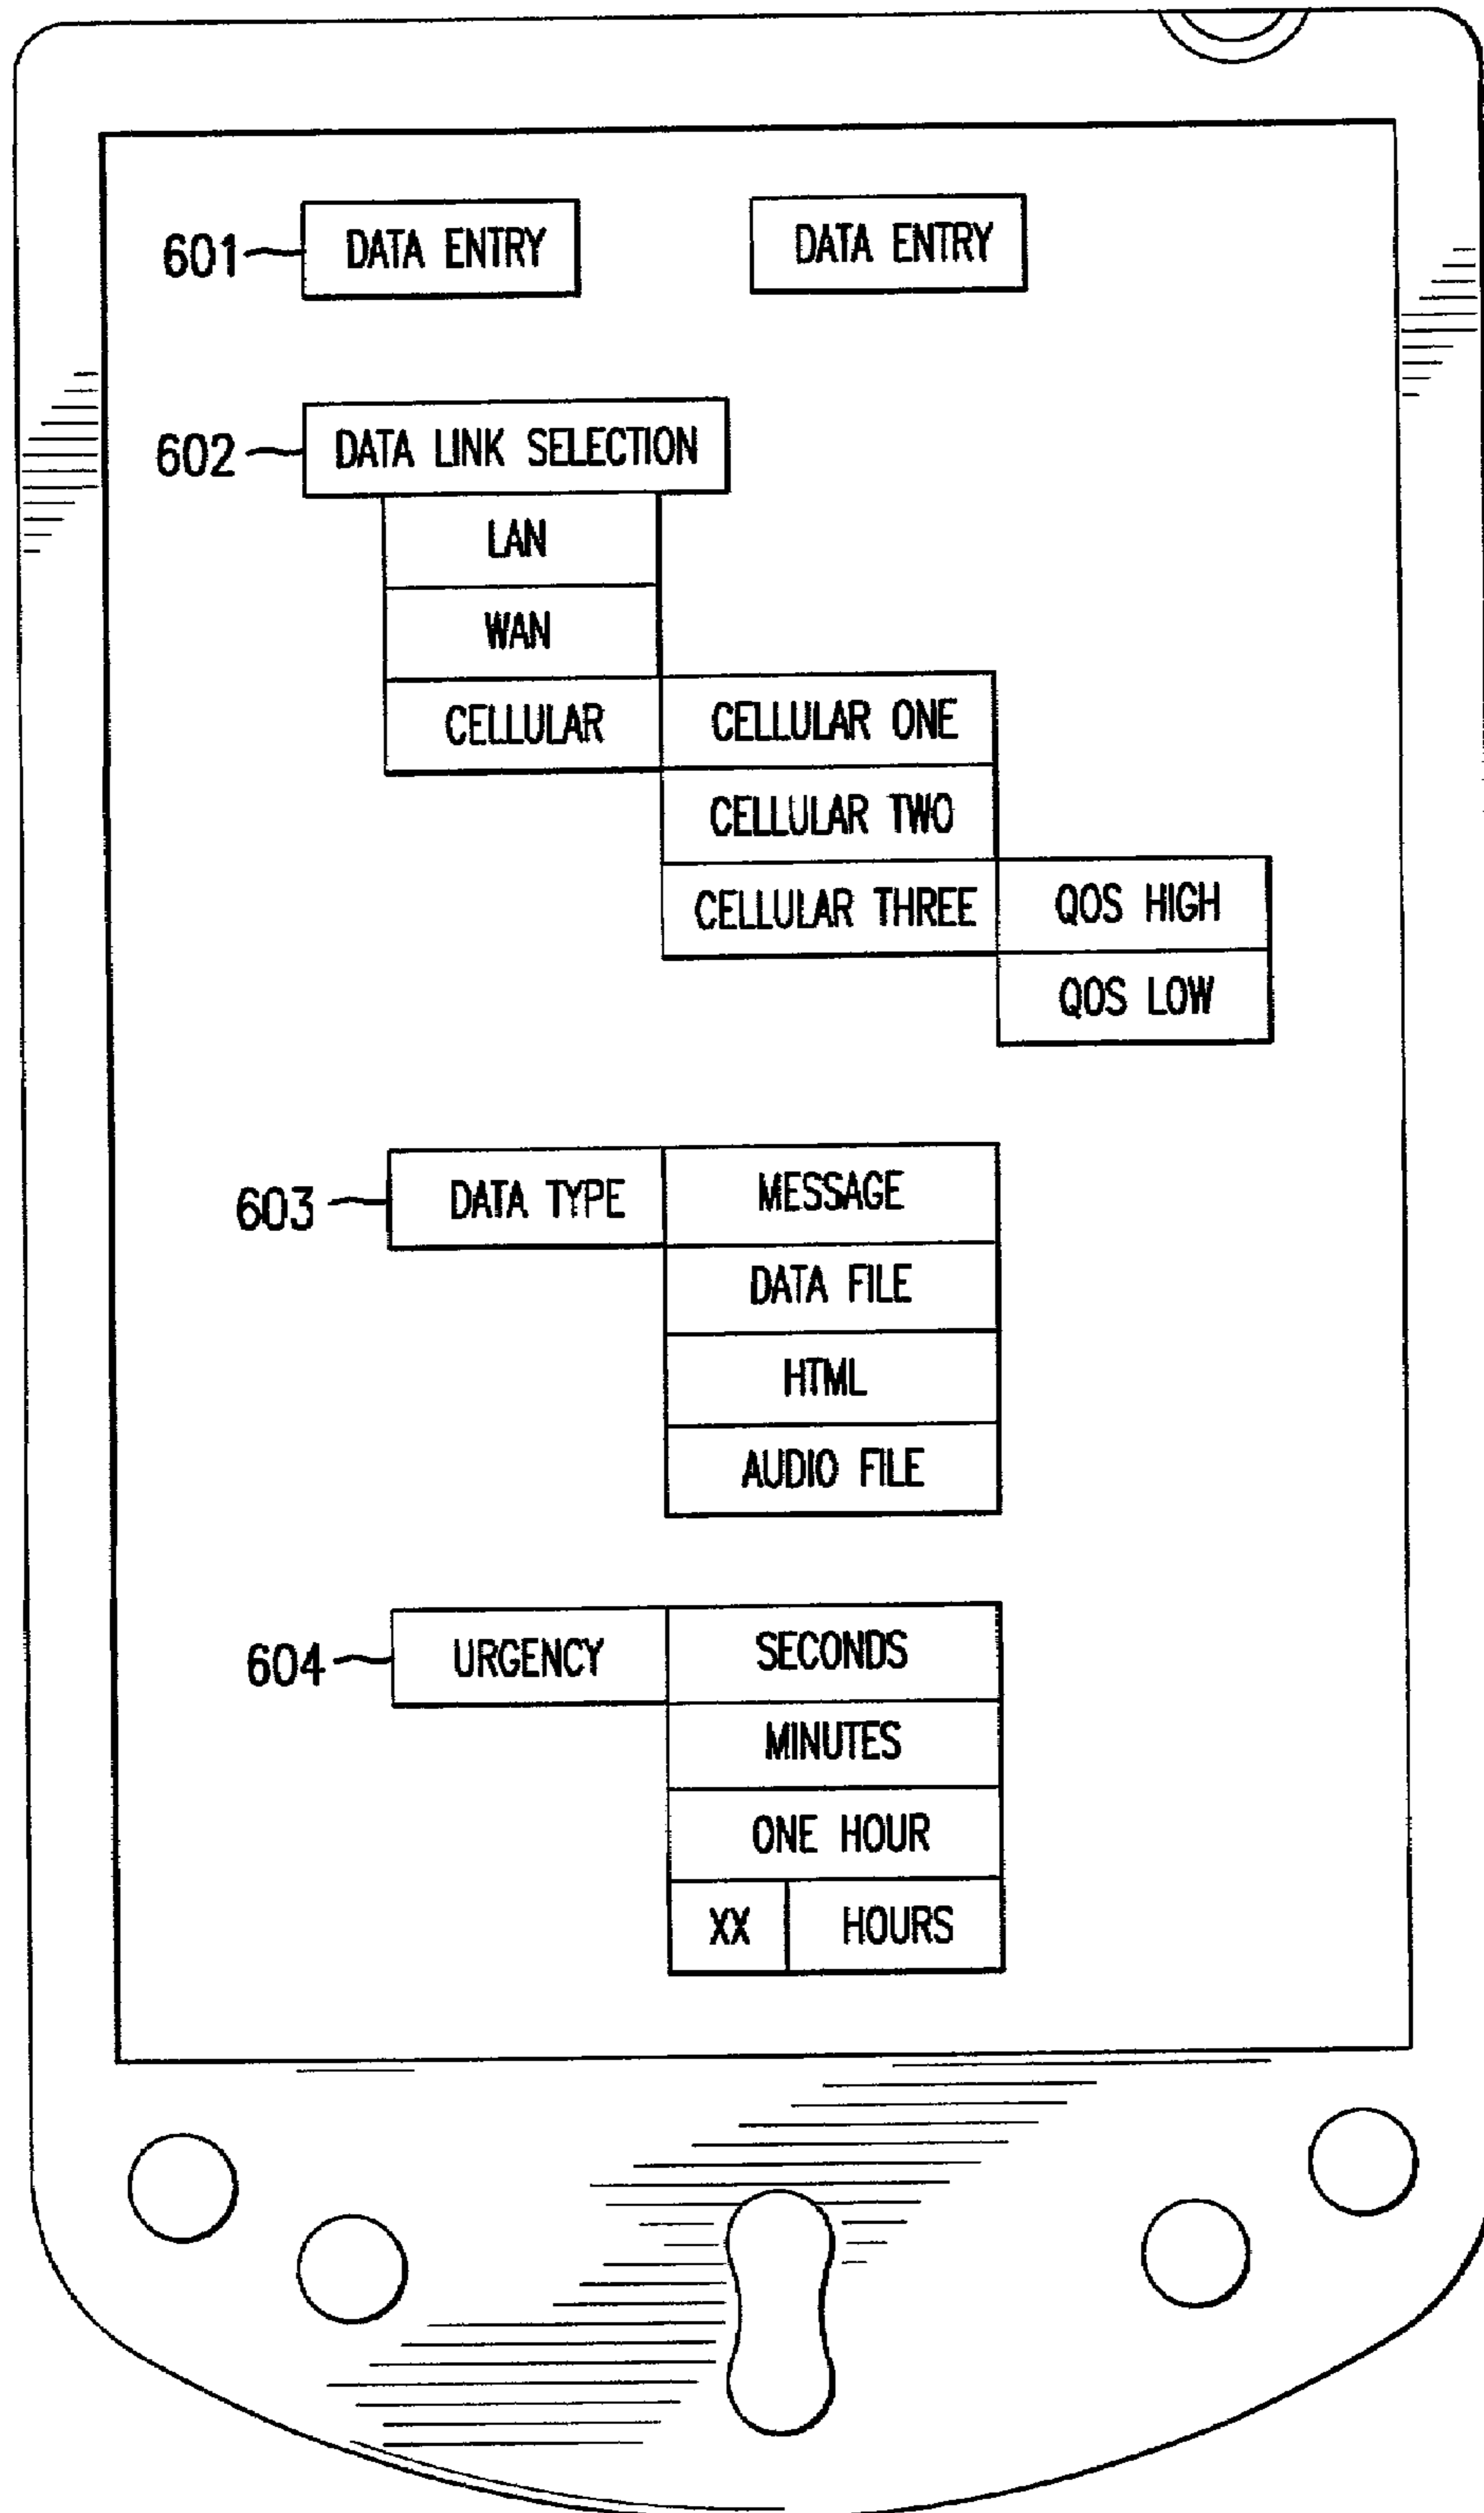 601 DATA ENTRY DATA ENTRY
602 DATA LINK SELECTION
LAN
WAN
CELLULAR CELLULAR ONE
CELLULAR TWO
CELLULAR THREE QOS HIGH
QOS LOW
603 DATA TYPE MESSAGE
DATA FILE
HTML
AUDIO FILE
604 URGENCY SECONDS
MINUTES
ONE HOUR
XX HOURS